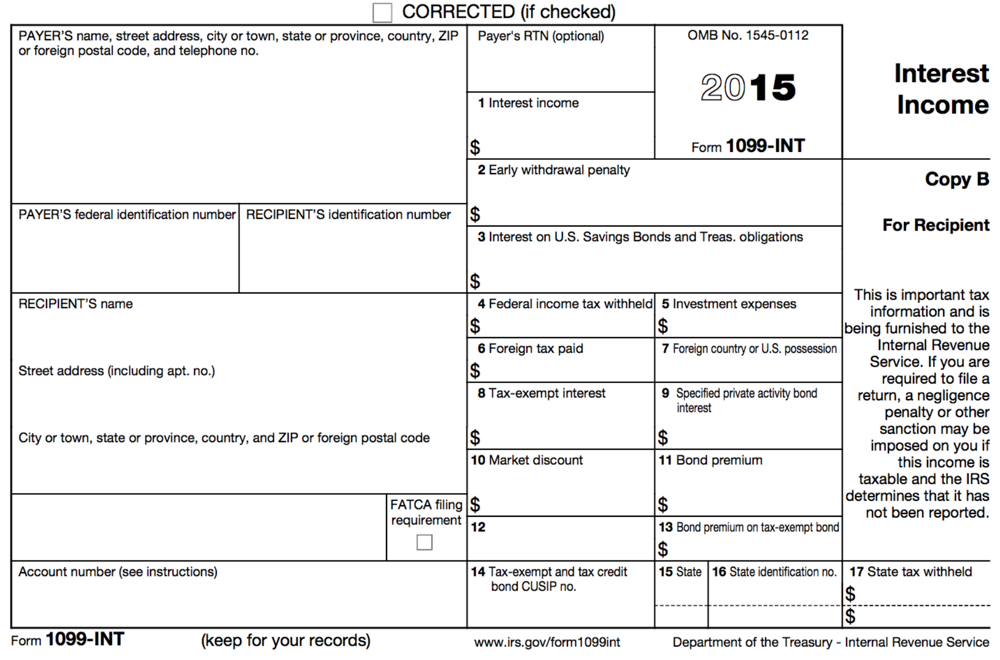 CORRECTED (if checked)
PAYER'S name, street address, city or town, state or province, country, ZIP
or foreign postal code, and telephone no.
Payer's RTN (optional)
1 Interest income
$
OMB No. 1545-0112
2015
Form 1099-INT
Interest
Income
2 Early withdrawal penalty
$
Copy B
For Recipient
PAYER'S federal identification number
RECIPIENT'S identification number
3 Interest on U.S. Savings Bonds and Treas. obligations
$
This is important tax
information and is
being furnished to the
Internal Revenue
Service. If you are
required to file a
return, a negligence
penalty or other
sanction may be
imposed on you if
this income is
taxable and the IRS
determines that it has
not been reported.
RECIPIENT'S name
Street address (including apt. no.)
City or town, state or province, country, and ZIP or foreign postal code
4 Federal income tax withheld
$
5 Investment expenses
$
6 Foreign tax paid
$
7 Foreign country or U.S. possession
8 Tax-exempt interest
$
9 Specified private activity bond
interest
$
10 Market discount
$
11 Bond premium
$
FATCA filing
requirement
12
13 Bond premium on tax-exempt bond
$
Account number (see instructions)
14 Tax-exempt and tax credit
bond CUSIP no.
15 State
16 State identification no.
17 State tax withheld
$
$
Form 1099-INT
(keep for your records)
www.irs.gov/form1099int
Department of the Treasury - Internal Revenue Service